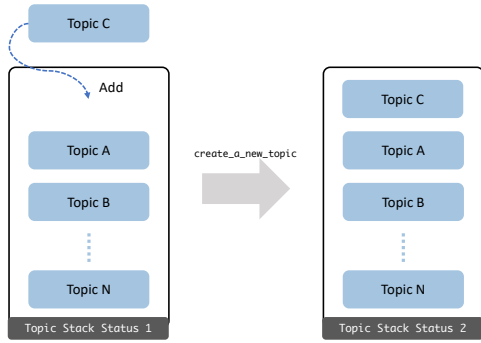 Topic C
Add
Topic A
Topic B
Topic N
Topic Stack Status 1
create_a_new_topic
Topic C
Topic A
Topic B
Topic N
Topic Stack Status 2